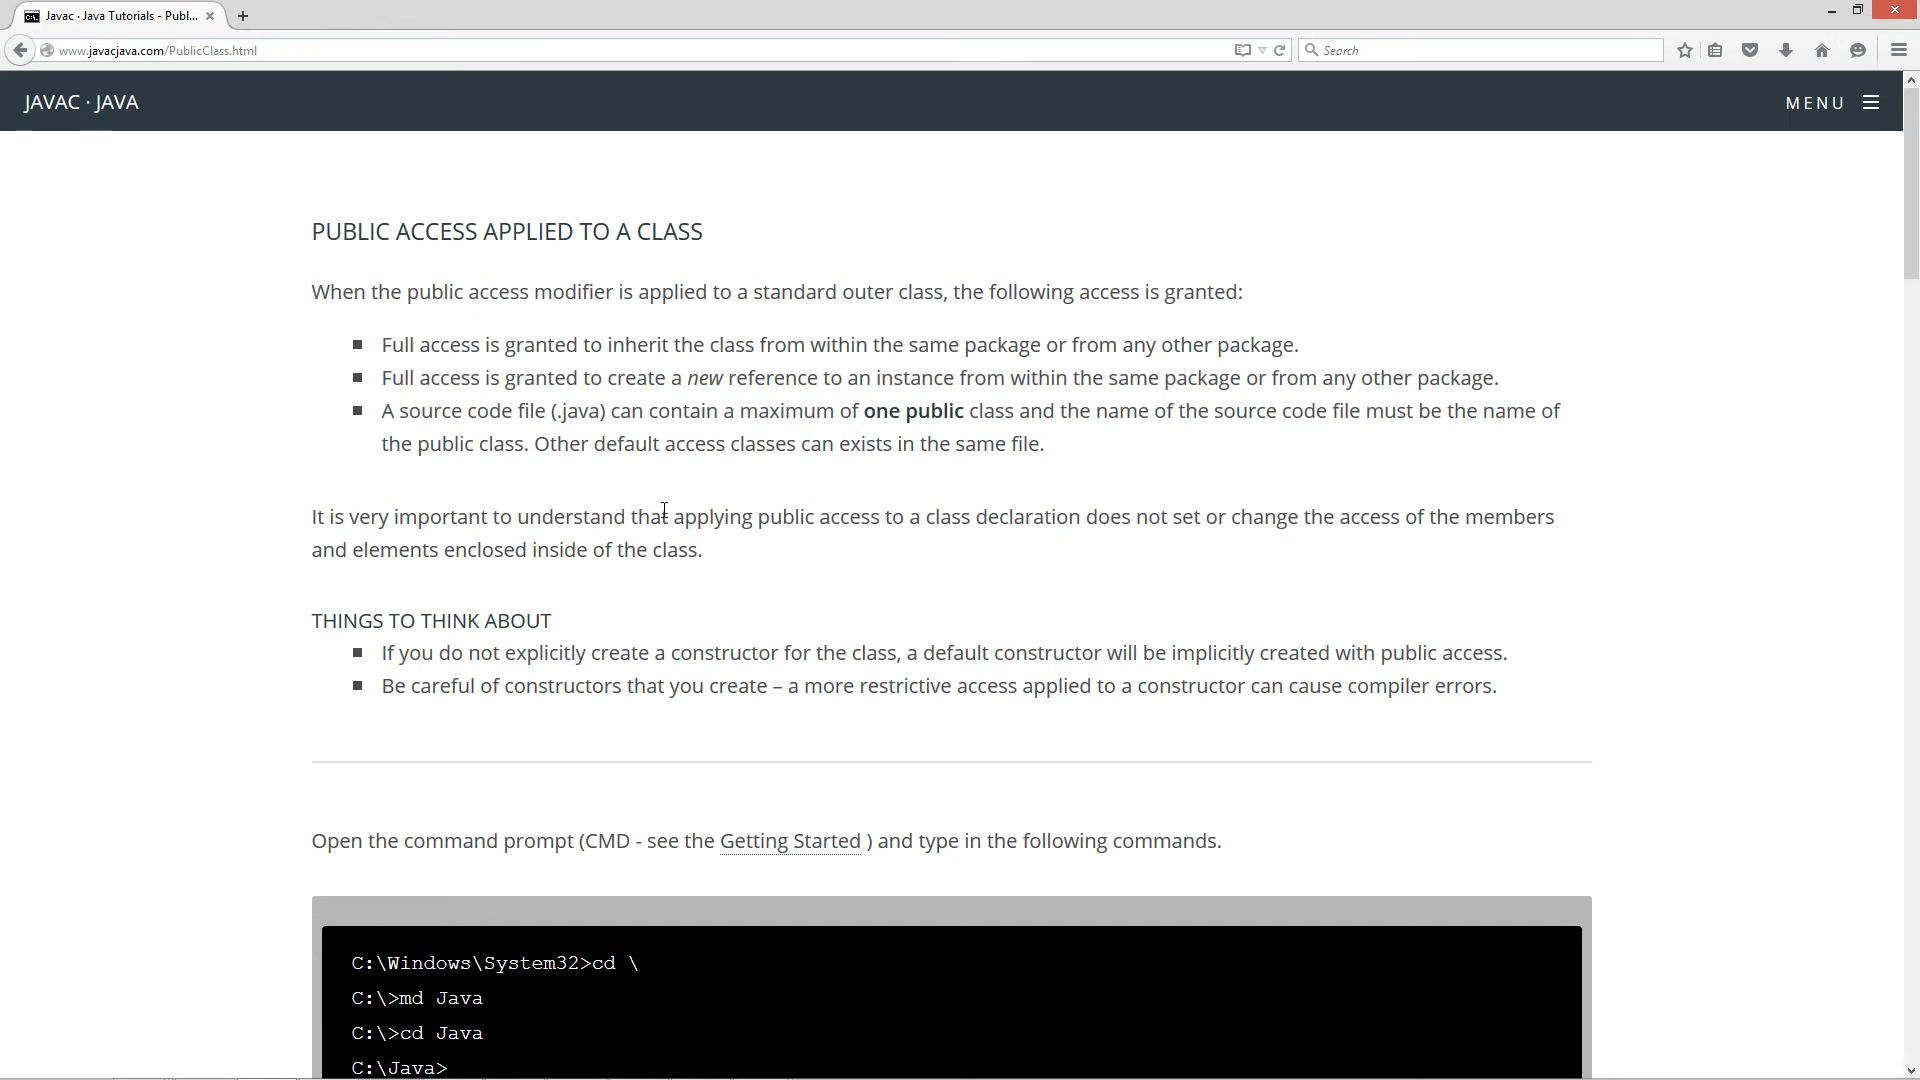 Javac · Java Tutorials - Publ...
www.javacjava.com/PublicClass.html
Search
JAVAC · JAVA
MENU
PUBLIC ACCESS APPLIED TO A CLASS
When the public access modifier is applied to a standard outer class, the following access is granted:
Full access is granted to inherit the class from within the same package or from any other package.
Full access is granted to create a new reference to an instance from within the same package or from any other package.
A source code file (.java) can contain a maximum of one public class and the name of the source code file must be the name of
the public class. Other default access classes can exists in the same file.
It is very important to understand that applying public access to a class declaration does not set or change the access of the members
and elements enclosed inside of the class.
THINGS TO THINK ABOUT
If you do not explicitly create a constructor for the class, a default constructor will be implicitly created with public access.
Be careful of constructors that you create – a more restrictive access applied to a constructor can cause compiler errors.
Open the command prompt (CMD - see the Getting Started ) and type in the following commands.
C:\Windows\System32>cd \
C:\>md Java
C:\>cd Java
C:\Java>